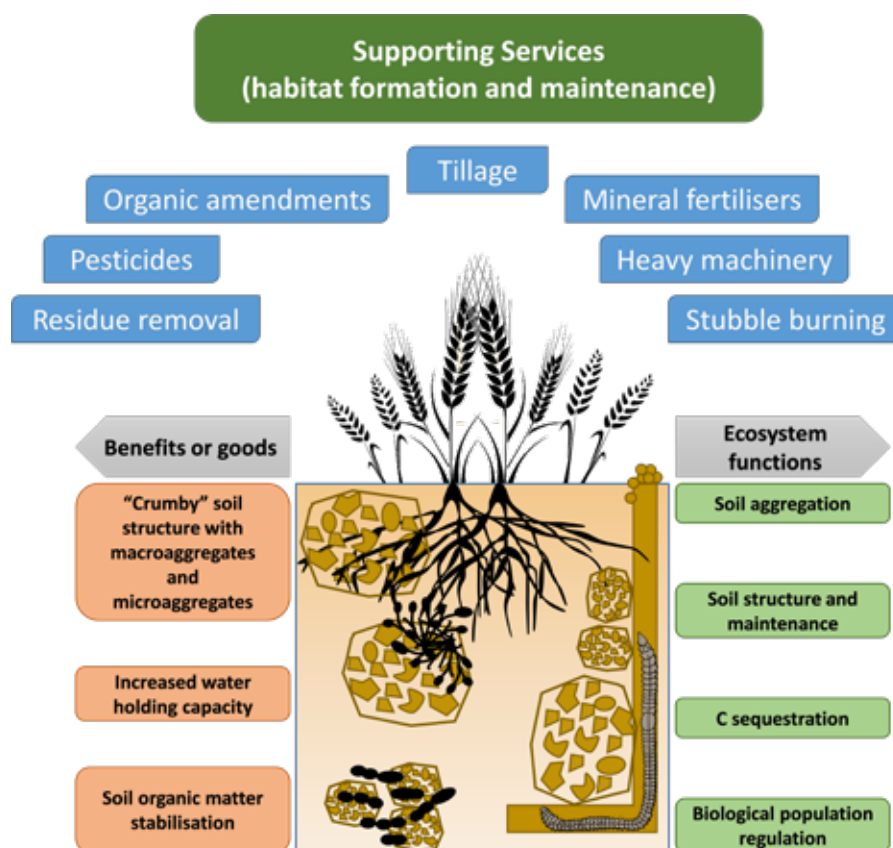 Supporting Services
(habitat formation and maintenance)
Tillage
Organic amendments
Mineral fertilisers
Pesticides
Heavy machinery
Residue removal
Stubble burning
Benefits or goods
Ecosystem
functions
“Crumby” soil
structure with
macroaggregates
and
microaggregates
Soil aggregation
Soil structure and
maintenance
Increased water
holding capacity
C sequestration
Soil organic matter
stabilisation
Biological population
regulation